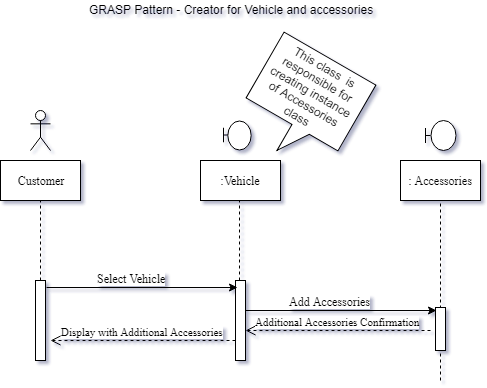 GRASP Pattern - Creator for Vehicle and accessories
This class is
responsible for
creating instance
of Accessories
class
Customer
:Vehicle
: Accessories
Select Vehicle
Add Accessories
Additional Accessories Confirmation
Display with Additional Accessories